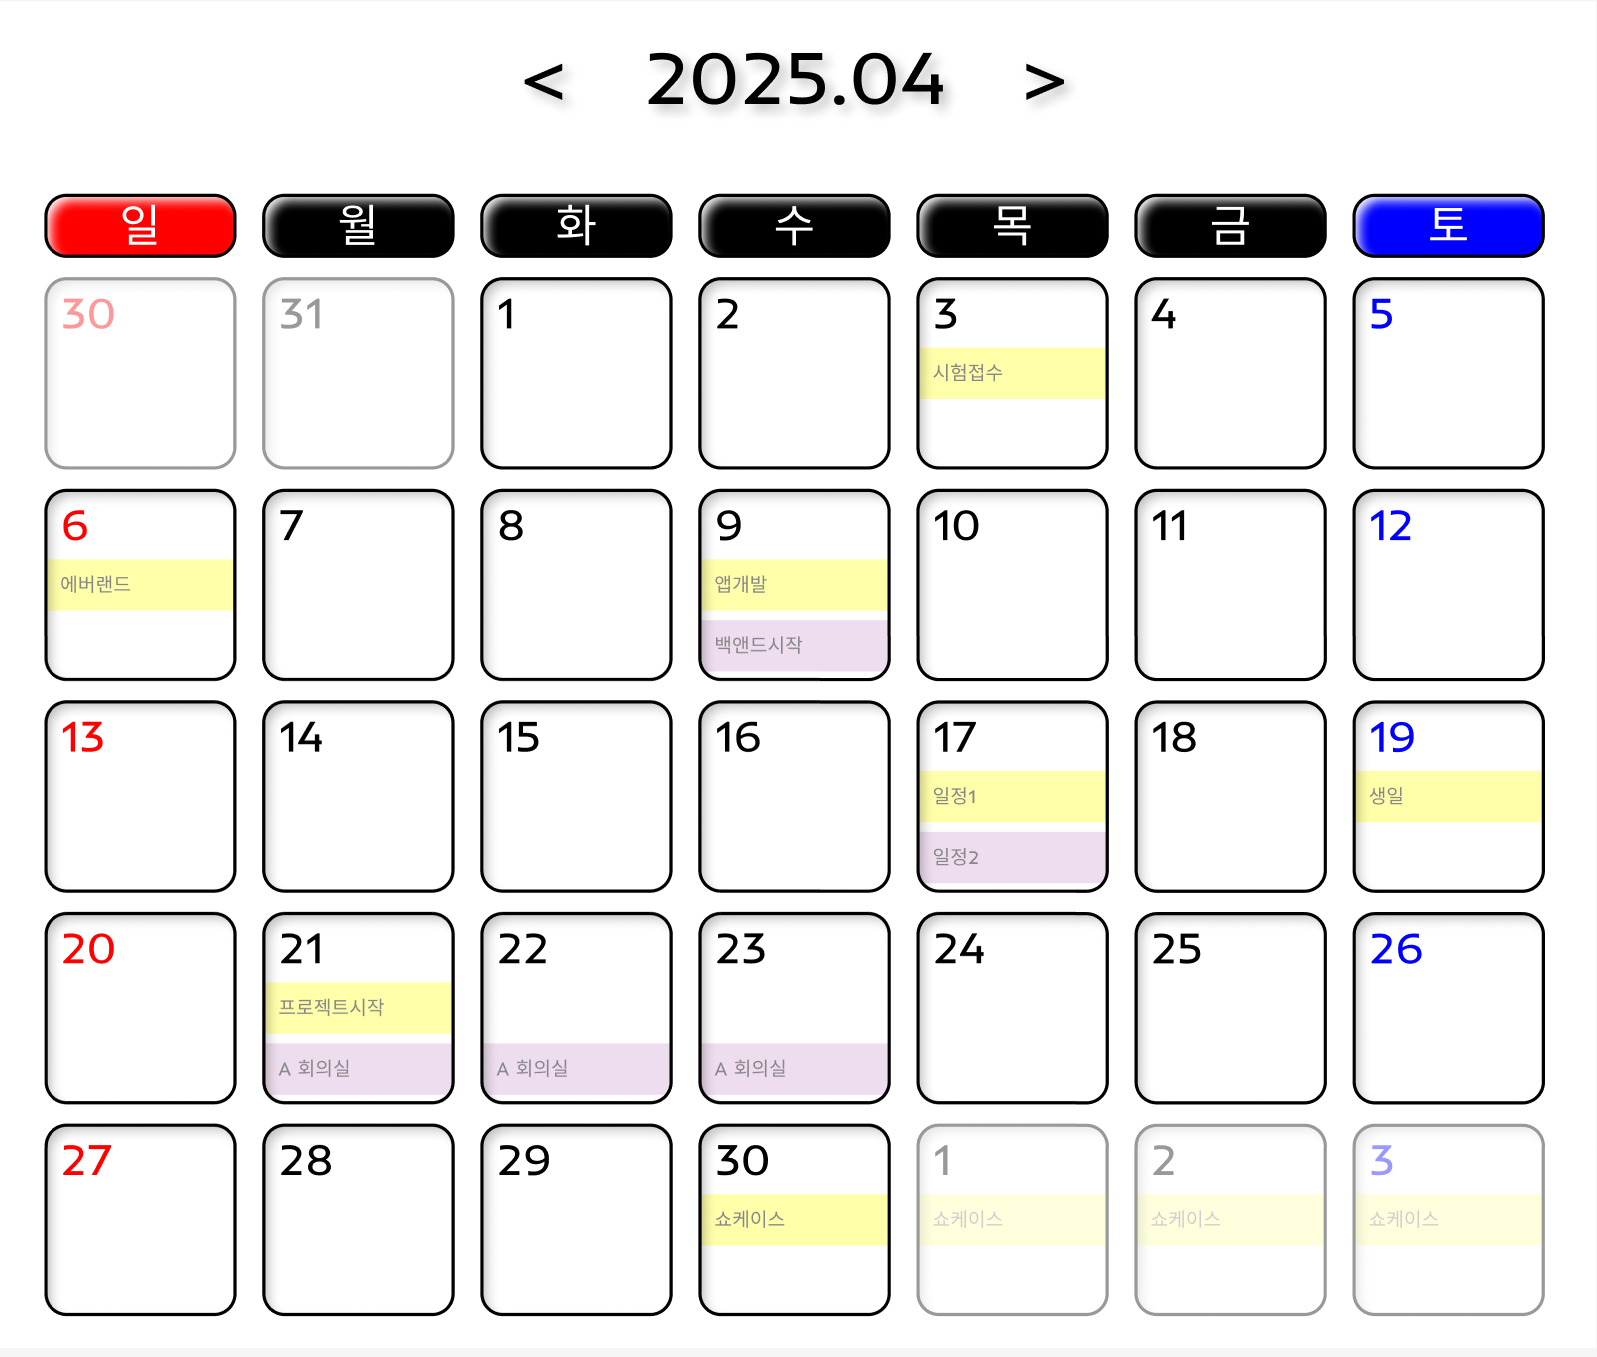 < 2025.04 >
일 월 화 수 목 금 토
30 31 1 2 3 4 5
시험접수
6 7 8 9 10 11 12
에버랜드 앱개발
백앤드시작
13 14 15 16 17 18 19
일정1 생일
일정2
20 21 22 23 24 25 26
프로젝트시작
A 회의실 A 회의실 A 회의실
27 28 29 30 1 2 3
쇼케이스 쇼케이스 쇼케이스 쇼케이스